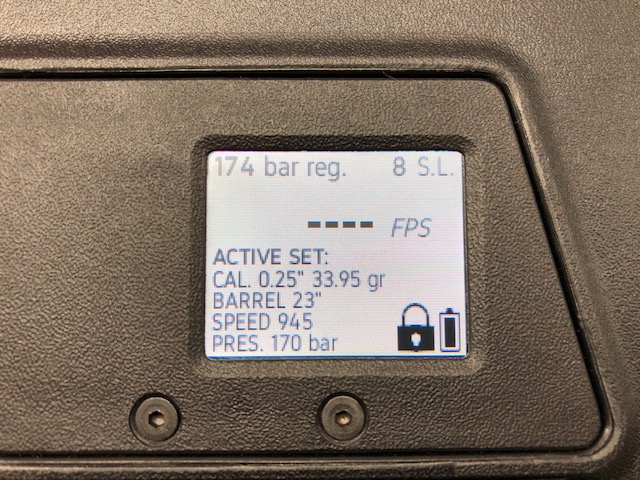 174 bar reg. 8 S.L.
---- FPS
ACTIVE SET:
CAL. 0.25" 33.95 gr
BARREL 23"
SPEED 945
PRES. 170 bar